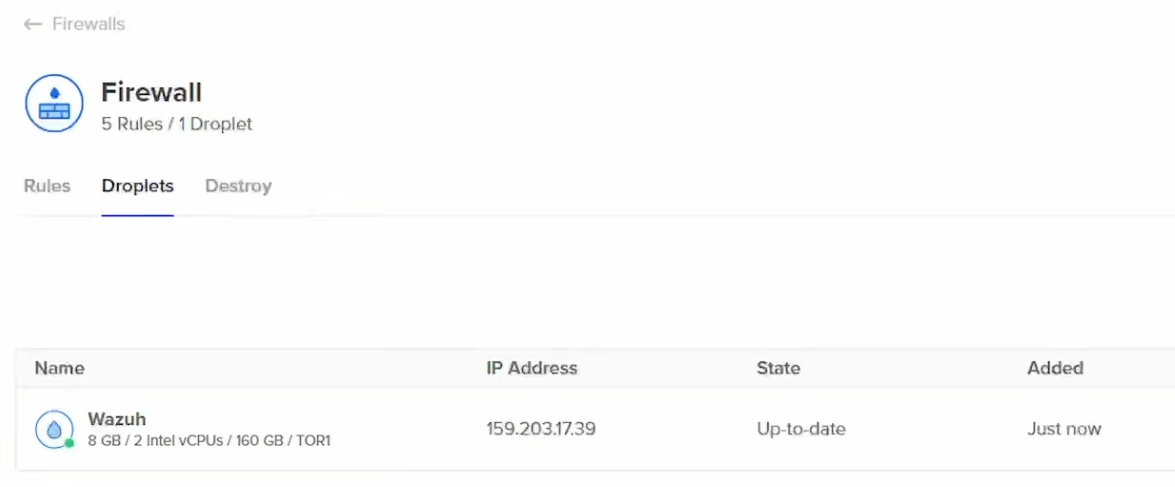 ← Firewalls
Firewall
5 Rules / 1 Droplet
Rules Droplets Destroy
Name IP Address State Added
Wazuh
8 GB / 2 Intel vCPUs / 160 GB / TOR1
159.203.17.39 Up-to-date Just now